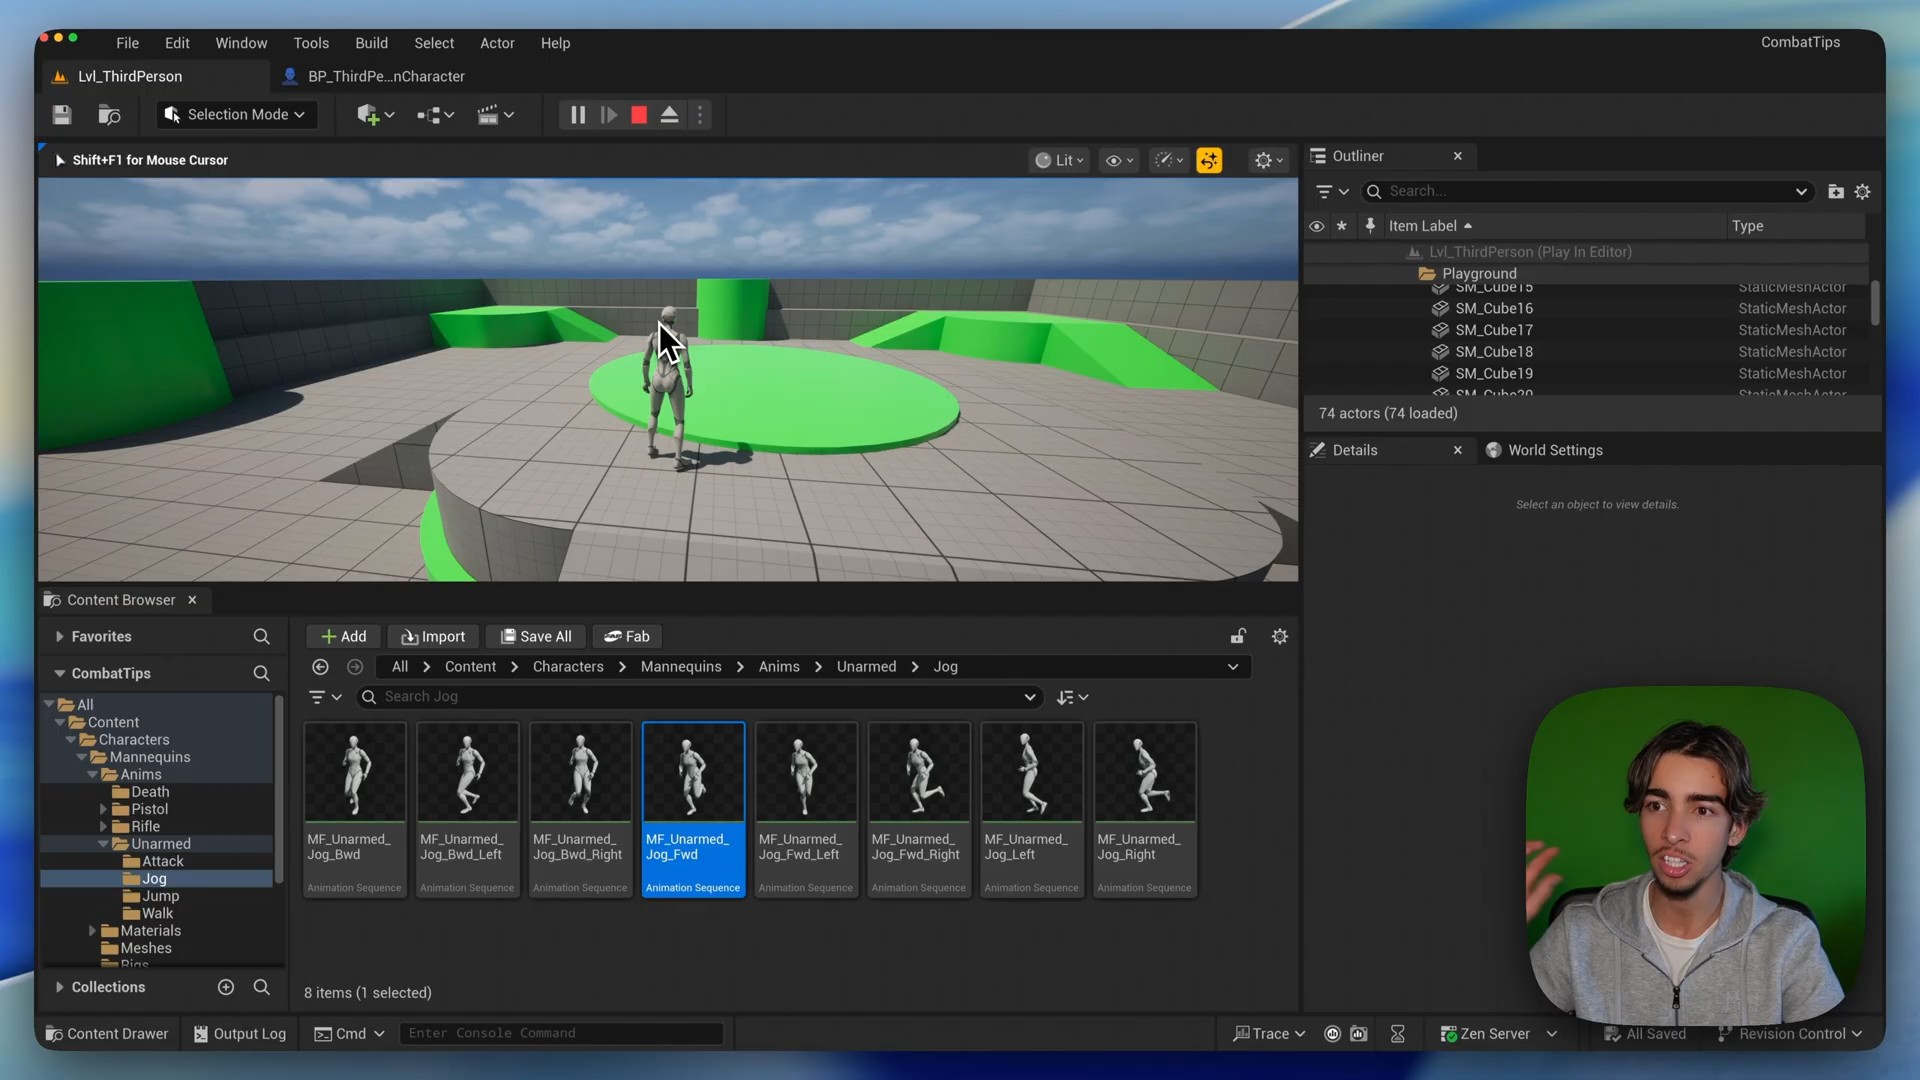 File Edit Window Tools Build Select Actor Help
CombatTips
Lvl_ThirdPerson
BP_ThirdPe...nCharacter
Selection Mode
Shift+F1 for Mouse Cursor
Lit
Outliner
Search...
Item Label
Type
Lvl_ThirdPerson (Play In Editor)
Playground
SM_Cube15 StaticMeshActor
SM_Cube16 StaticMeshActor
SM_Cube17 StaticMeshActor
SM_Cube18 StaticMeshActor
SM_Cube19 StaticMeshActor
SM_Cube20 StaticMeshActor
74 actors (74 loaded)
Details
World Settings
Select an object to view details.
Content Browser
Favorites
CombatTips
All
Content
Characters
Mannequins
Anims
Death
Pistol
Rifle
Unarmed
Attack
Jog
Jump
Walk
Materials
Meshes
Rigs
Collections
Add
Import
Save All
Fab
All > Content > Characters > Mannequins > Anims > Unarmed > Jog
Search Jog
MF_Unarmed_
Jog_Bwd
Animation Sequence
MF_Unarmed_
Jog_Bwd_Left
Animation Sequence
MF_Unarmed_
Jog_Bwd_Right
Animation Sequence
MF_Unarmed_
Jog_Fwd
Animation Sequence
MF_Unarmed_
Jog_Fwd_Left
Animation Sequence
MF_Unarmed_
Jog_Fwd_Right
Animation Sequence
MF_Unarmed_
Jog_Left
Animation Sequence
MF_Unarmed_
Jog_Right
Animation Sequence
8 items (1 selected)
Content Drawer
Output Log
Cmd
Enter Console Command
Trace
Zen Server
All Saved
Revision Control